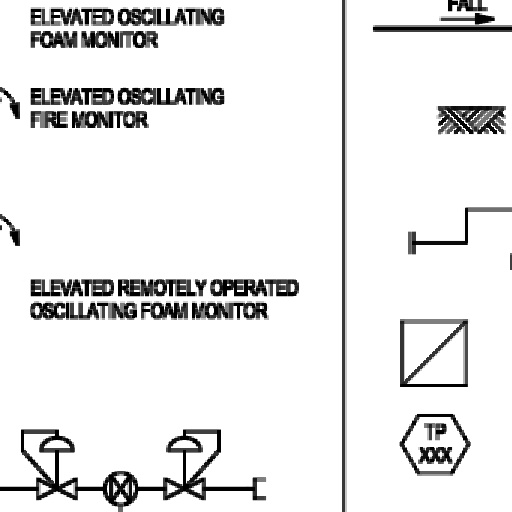 ELEVATED OSCILLATING
FOAM MONITOR
ELEVATED OSCILLATING
FIRE MONITOR
ELEVATED REMOTELY OPERATED
OSCILLATING FOAM MONITOR
FALL
TP
XXX